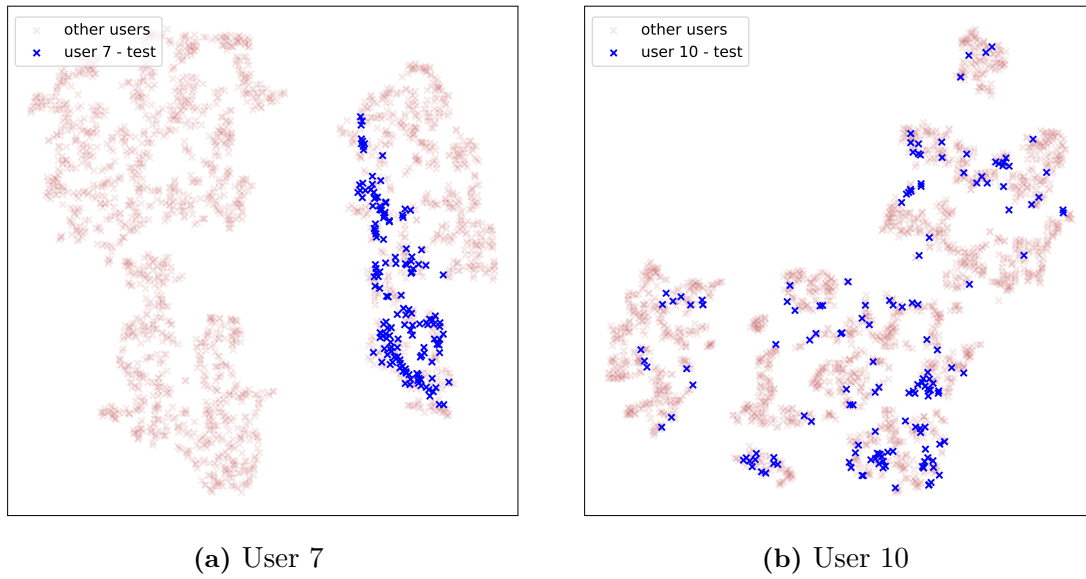 other users
user 7 - test
other users
user 10 - test
(a) User 7
(b) User 10